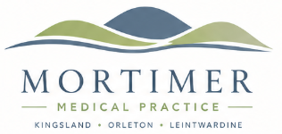 MORTIMER
MEDICAL PRACTICE
KINGSLAND • ORLETON • LEINTWARDINE